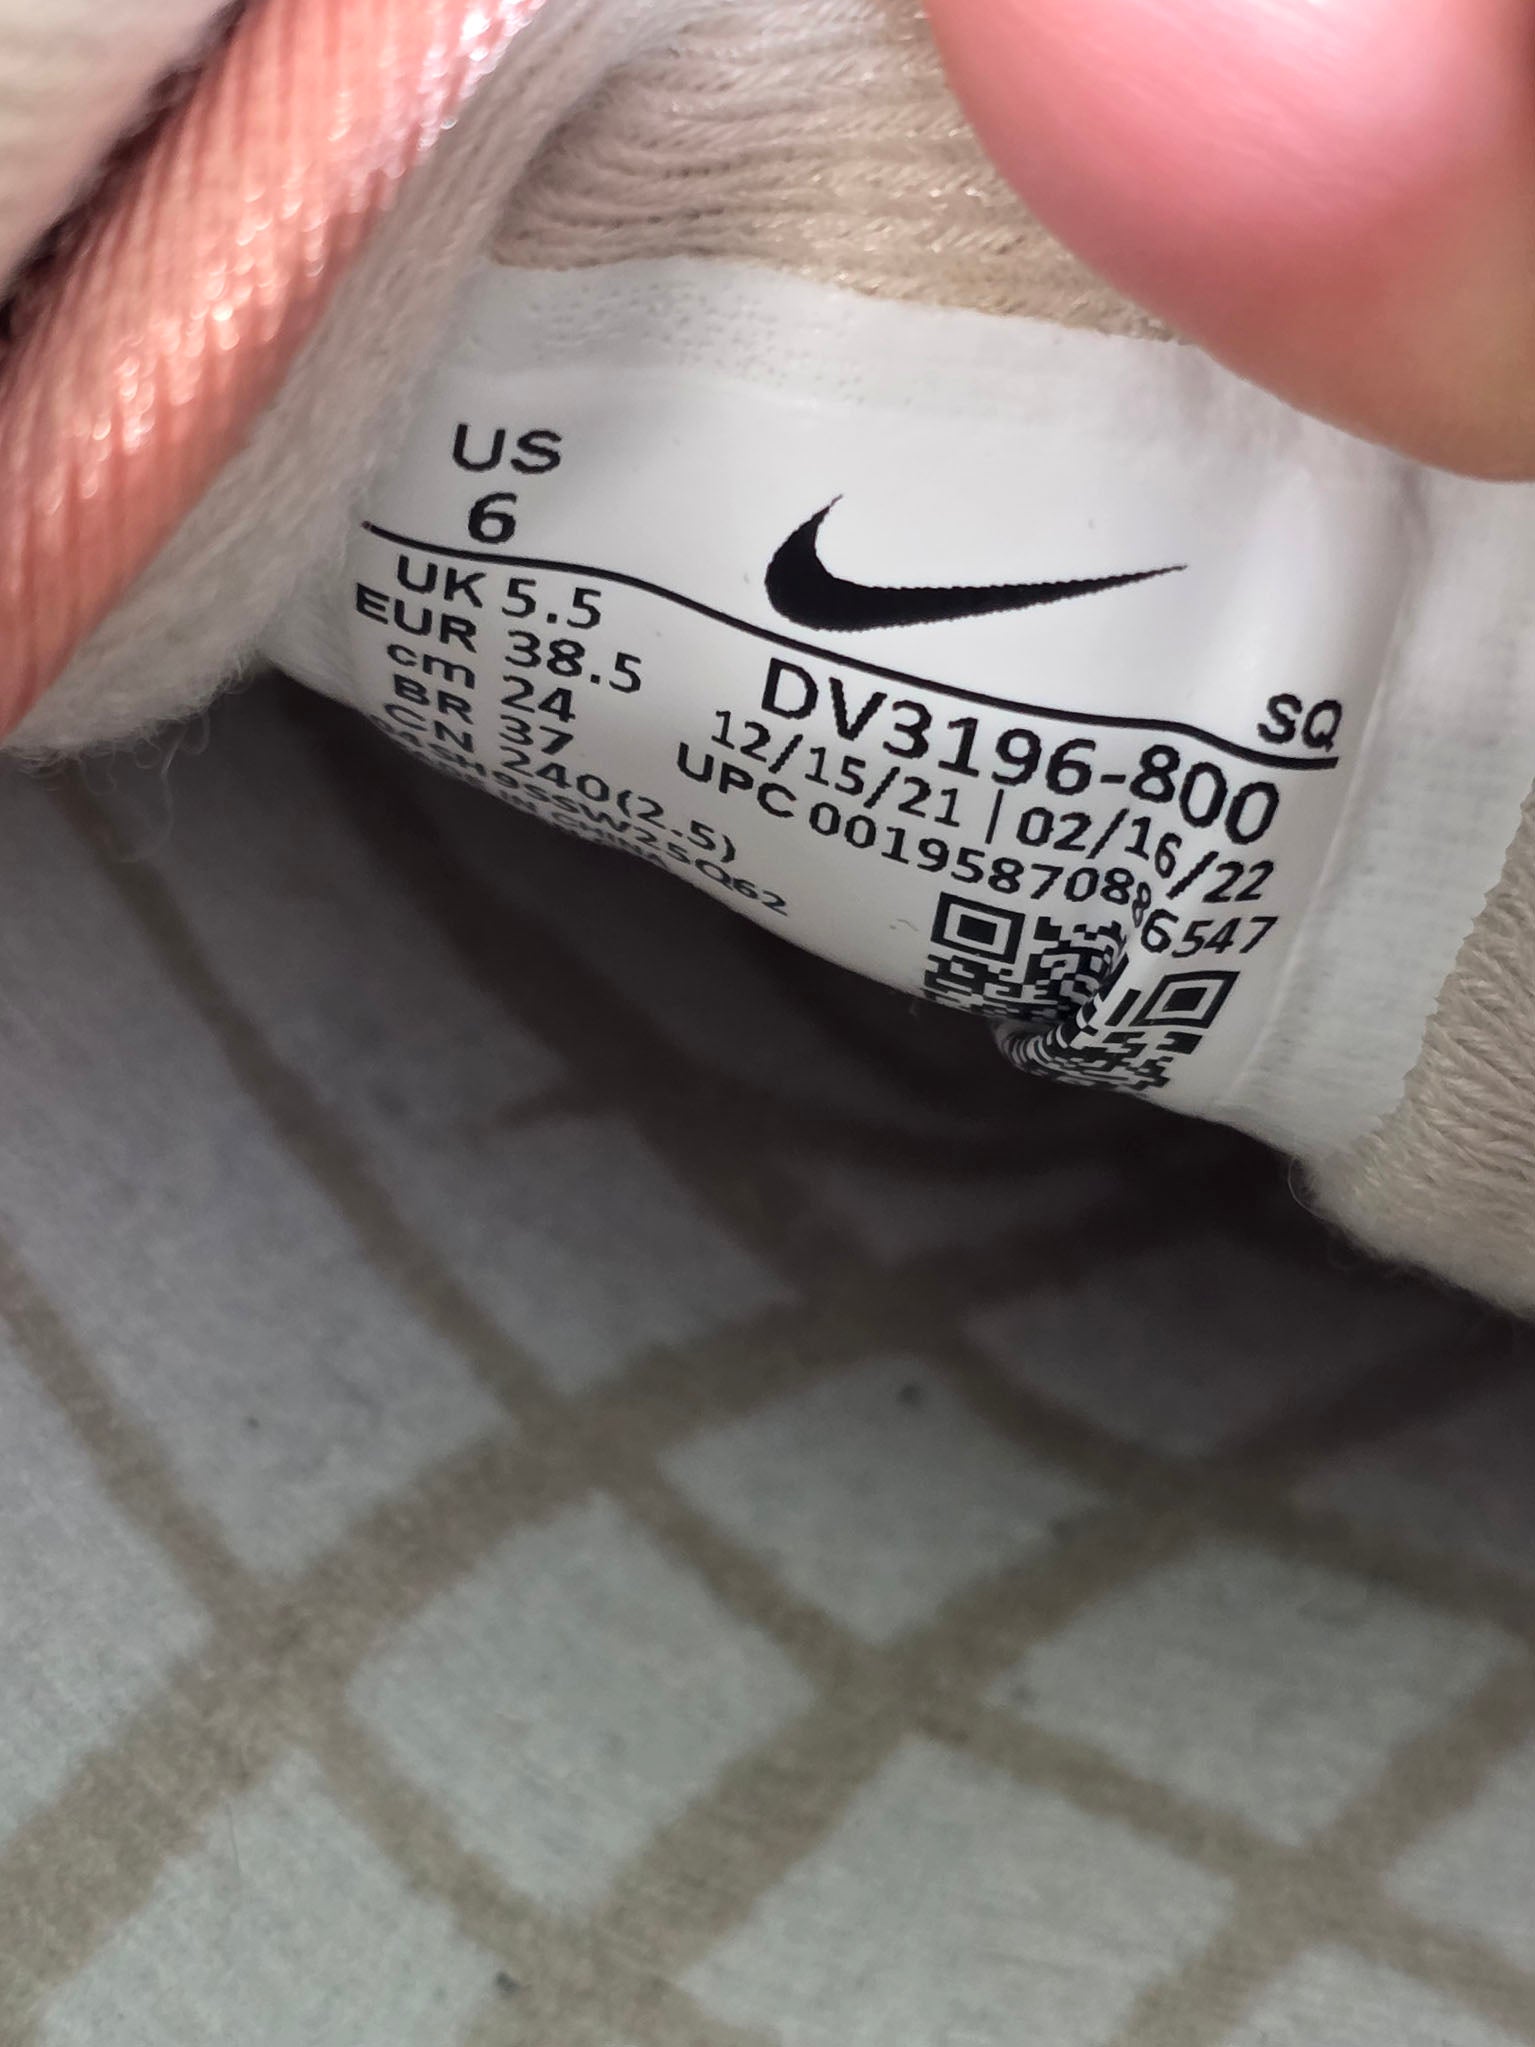 US
6
UK 5.5
EUR 38.5
cm 24
BR 37
CN 240(2.5)
SQ
DV3196-800
12/15/21 | 02/16/22
UPC